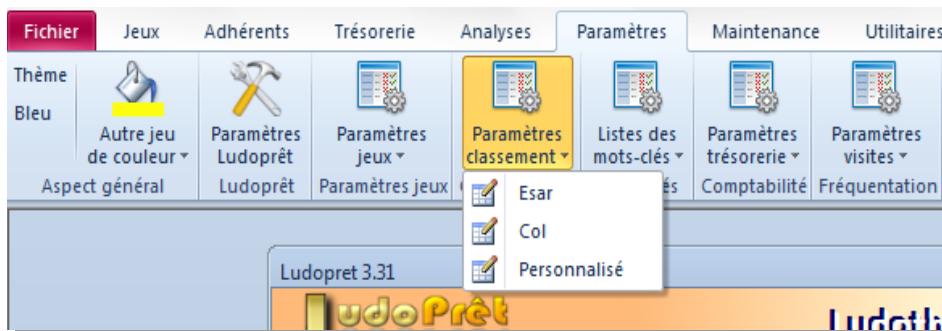 Fichier Jeux Adhérents Trésorerie Analyses Paramètres Maintenance Utilitaires
Thème
Bleu
Autre jeu
de couleur
Paramètres
Ludoprêt
Paramètres
jeux
Paramètres
classement
Listes des
mots-clés
Paramètres
trésorerie
Paramètres
visites
Aspect général Ludoprêt Paramètres jeux Comptabilité Fréquentation
Esar
Col
Personnalisé
Ludopret 3.31
LudoPrêt